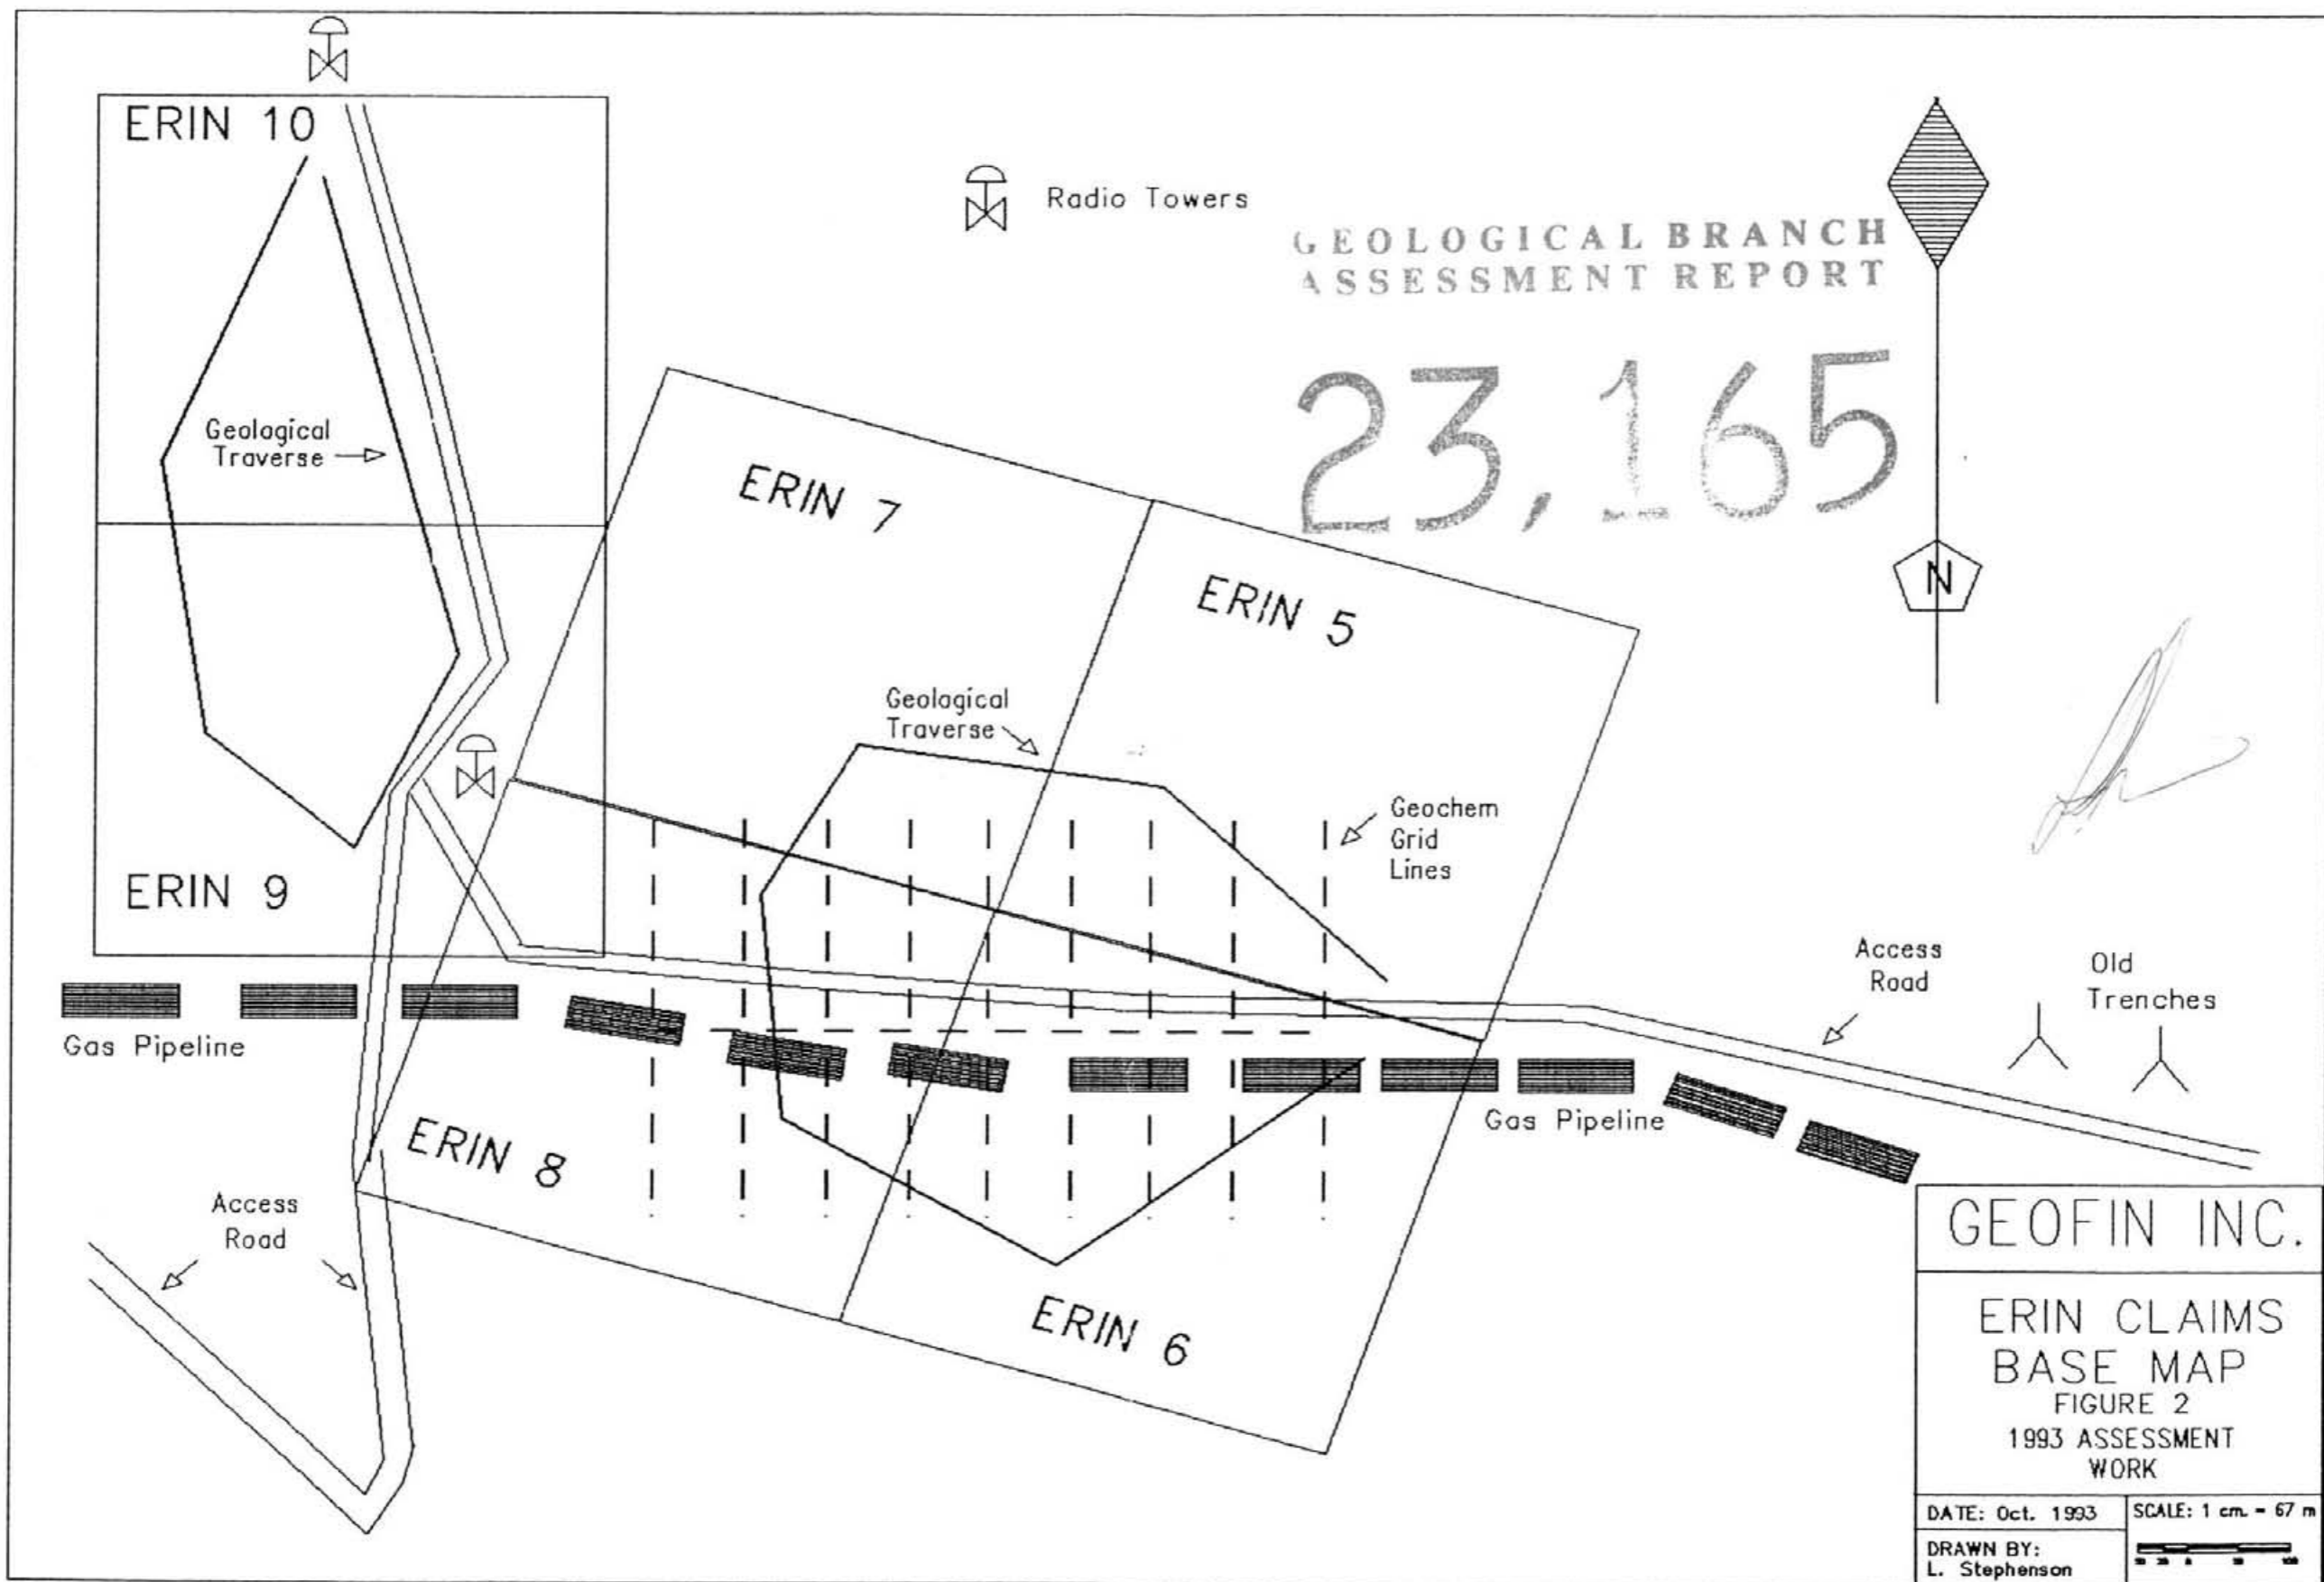 ERIN 10
Radio Towers
GEOLOGICAL BRANCH
ASSESSMENT REPORT
23,165
Geological
Traverse
ERIN 7
ERIN 5
N
Geological
Traverse
Geochem
Grid
Lines
ERIN 9
Access
Road
Old
Trenches
Gas Pipeline
Gas Pipeline
ERIN 8
Access
Road
ERIN 6
GEOFIN INC.
ERIN CLAIMS
BASE MAP
FIGURE 2
1993 ASSESSMENT
WORK
DATE: Oct. 1993
SCALE: 1 cm. = 67 m
DRAWN BY:
L. Stephenson